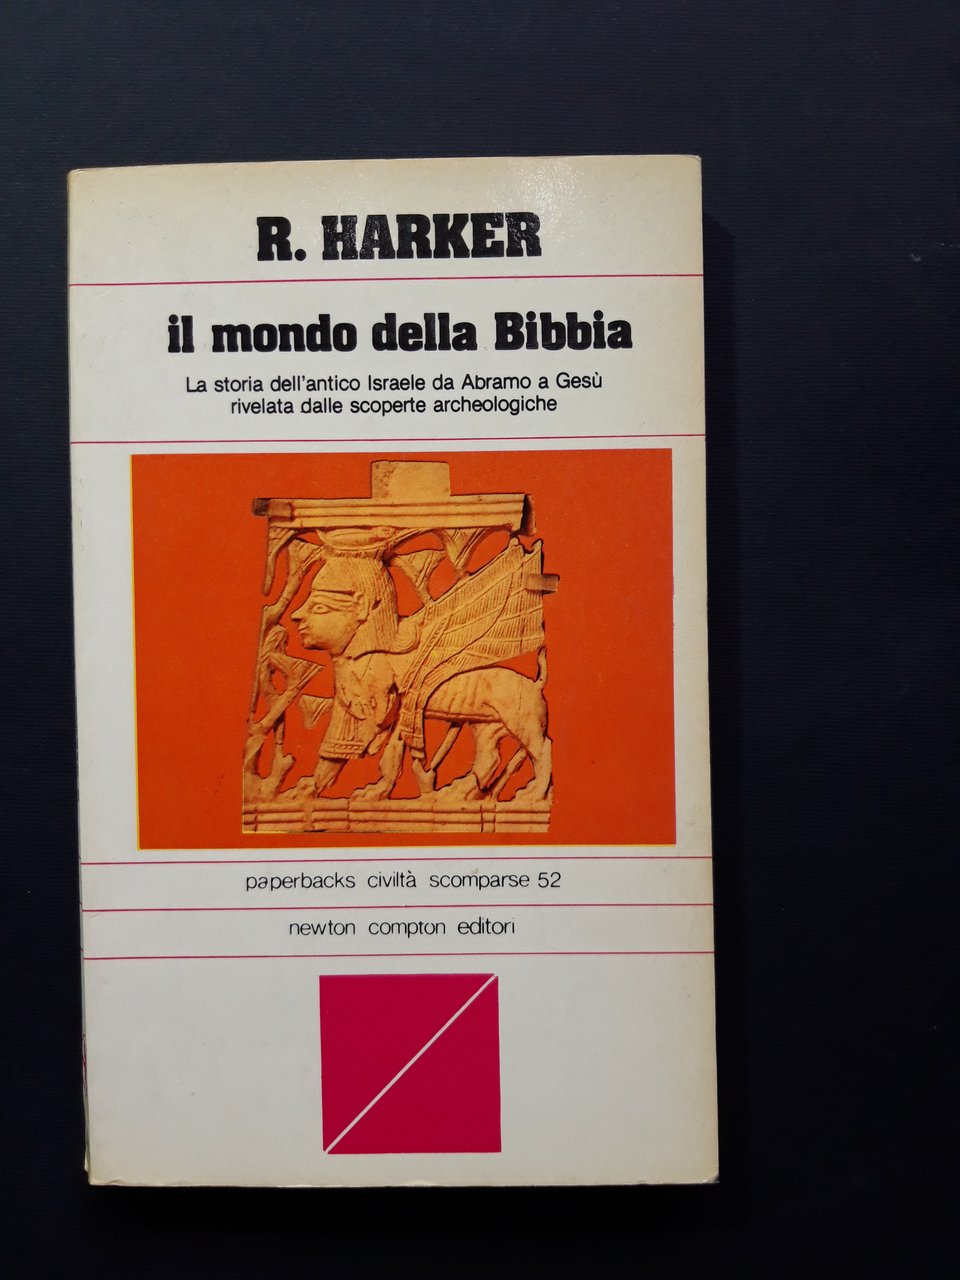 R. HARKER
il mondo della Bibbia
La storia dell'antico Israele da Abramo a Gesù
rivelata dalle scoperte archeologiche
paperbacks civiltà scomparse 52
newton compton editori